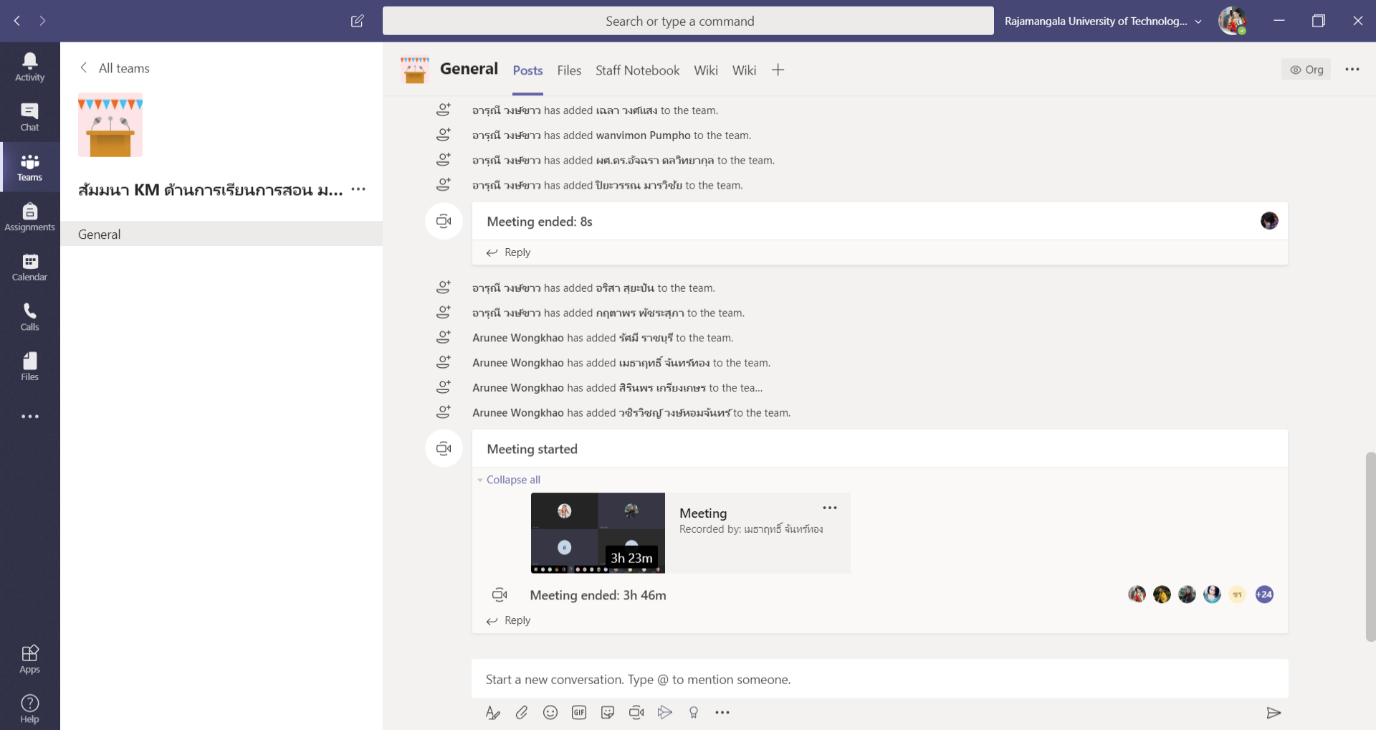 Search or type a command
Rajamangala University of Technolog...
Activity
Chat
Teams
Assignments
Calendar
Calls
Files
Apps
Help
All teams
สัมมนา KM ด้านการเรียนการสอน ม...
General
General Posts Files Staff Notebook Wiki Wiki
Org
อารุณี วงษ์ขาว has added เฉลา วงศ์แสง to the team.
อารุณี วงษ์ขาว has added wanvimon Pumpho to the team.
อารุณี วงษ์ขาว has added ผศ.ดร.อัจฉรา ดลวิทยากุล to the team.
อารุณี วงษ์ขาว has added ปิยะวรรณ มารวิชัย to the team.
Meeting ended: 8s
Reply
อารุณี วงษ์ขาว has added อริสา สุยะปัน to the team.
อารุณี วงษ์ขาว has added กฤตาพร พัชระสุภา to the team.
Arunee Wongkhao has added รัศมี ราชบุรี to the team.
Arunee Wongkhao has added เมธาฤทธิ์ จันทร์ทอง to the team.
Arunee Wongkhao has added สิรินพร เกรียงเกษร to the tea...
Arunee Wongkhao has added วชิรวิชญ์ วงษ์หอมจันทร์ to the team.
Meeting started
Collapse all
3h 23m
Meeting
Recorded by: เมธาฤทธิ์ จันทร์ทอง
Meeting ended: 3h 46m
+24
Reply
Start a new conversation. Type @ to mention someone.
GIF